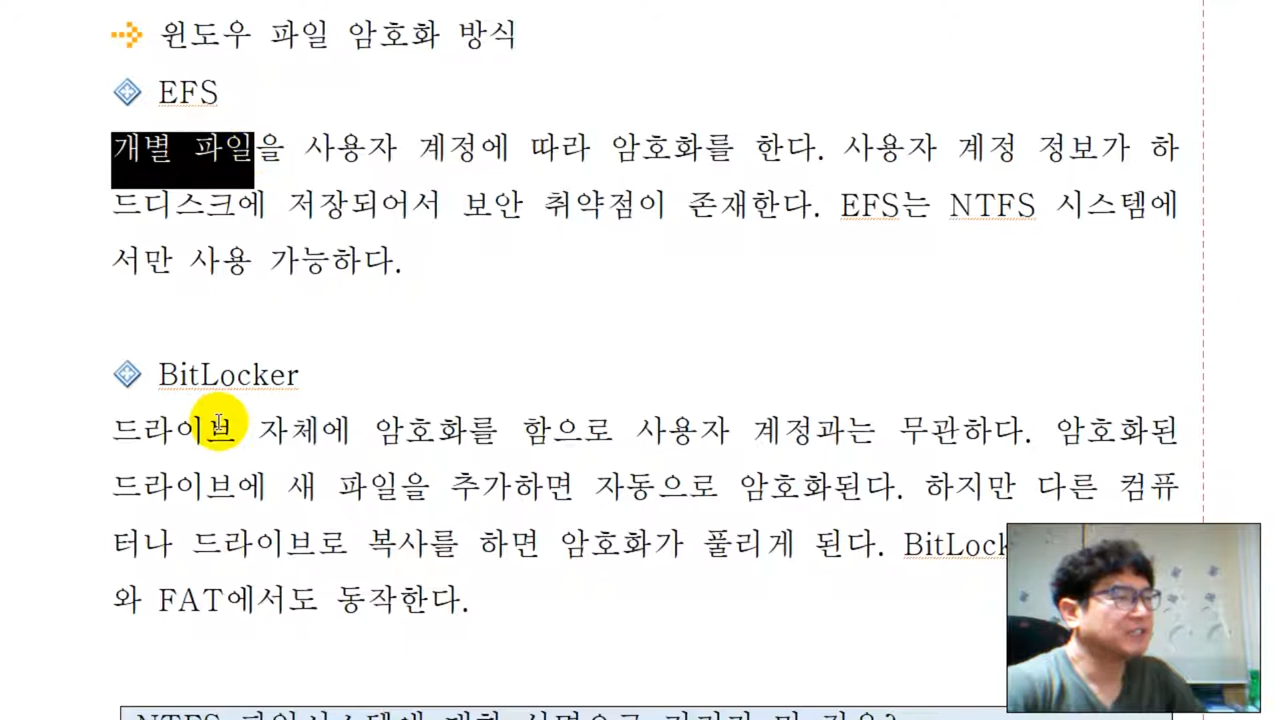 윈도우 파일 암호화 방식
EFS
개별 파일을 사용자 계정에 따라 암호화를 한다. 사용자 계정 정보가 하
드디스크에 저장되어서 보안 취약점이 존재한다. EFS는 NTFS 시스템에
서만 사용 가능하다.
BitLocker
드라이브 자체에 암호화를 함으로 사용자 계정과는 무관하다. 암호화된
드라이브에 새 파일을 추가하면 자동으로 암호화된다. 하지만 다른 컴퓨
터나 드라이브로 복사를 하면 암호화가 풀리게 된다.
와 FAT에서도 동작한다.